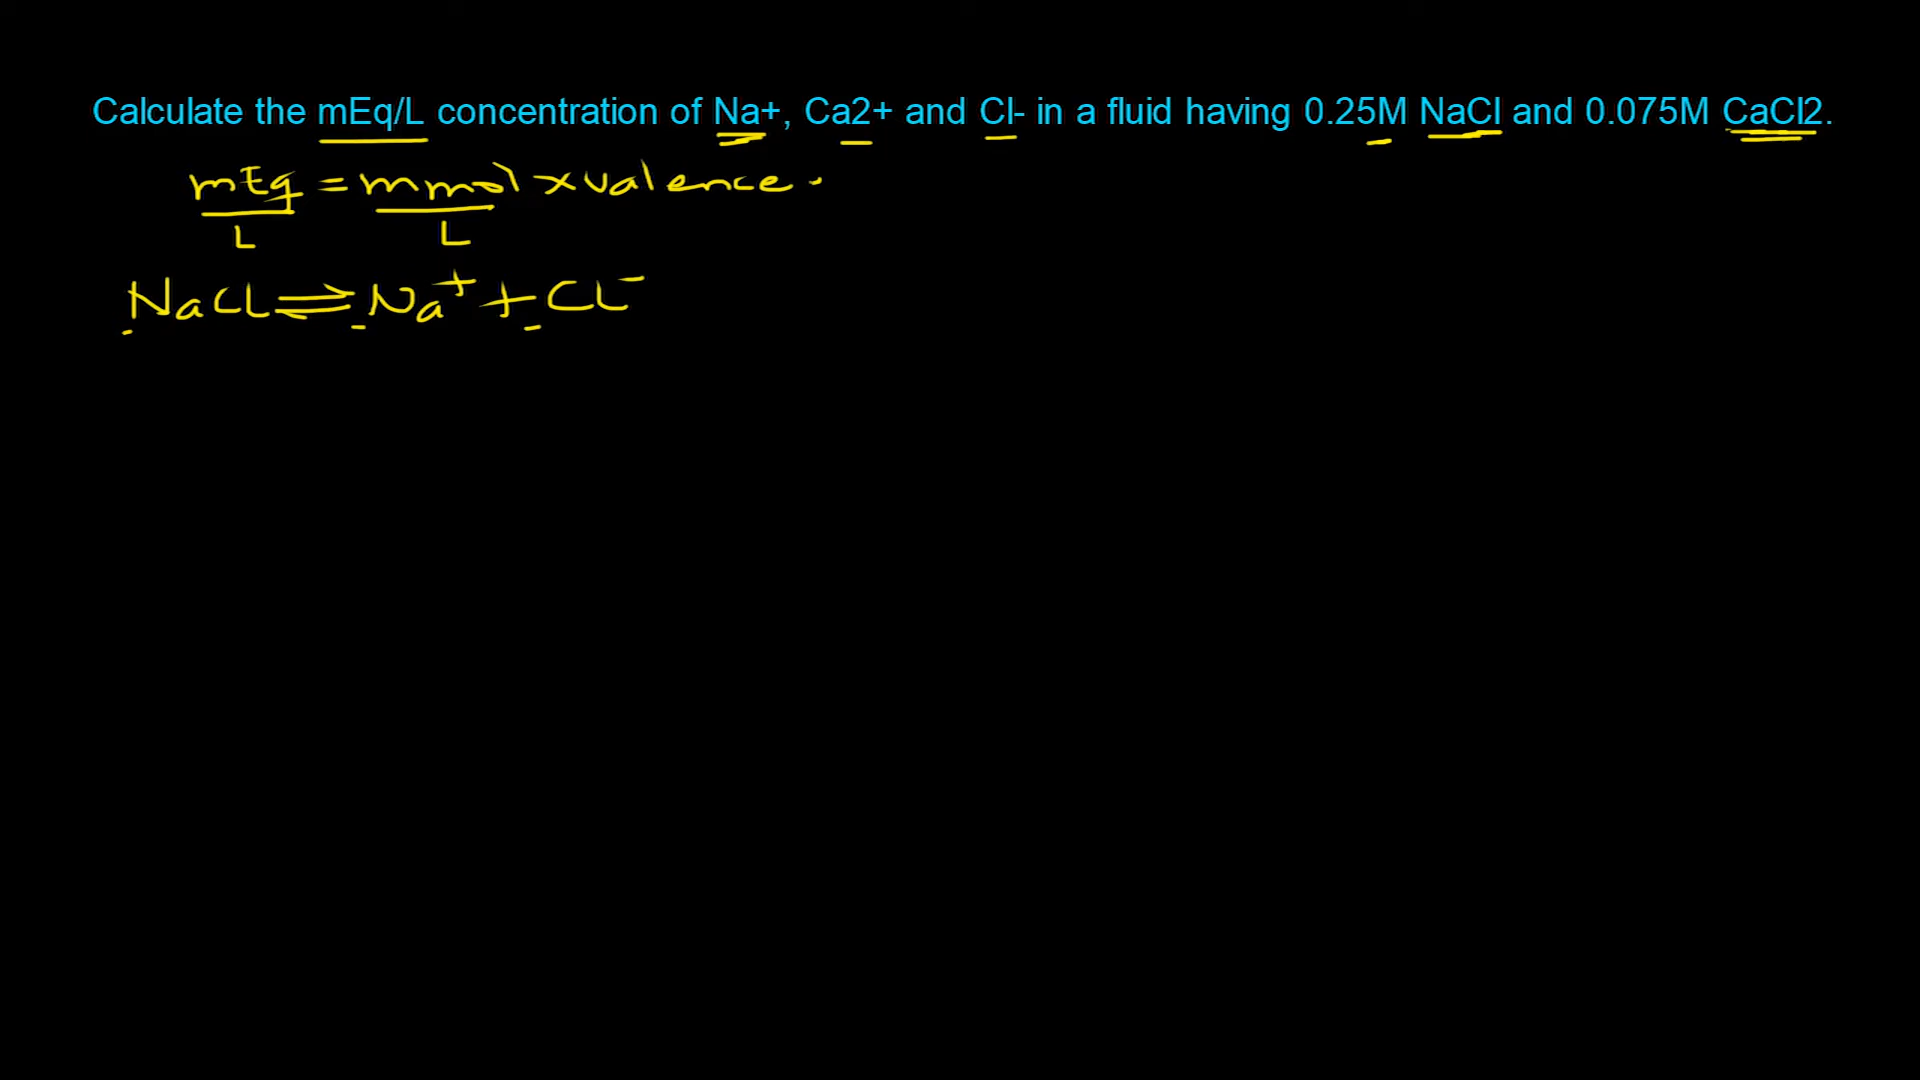 Calculate the mEq/L concentration of Na+, Ca2+ and Cl- in a fluid having 0.25M NaCl and 0.075M CaCl2.
mEq/L = mmol/L x valence.
NaCl ⇌ Na⁺ + Cl⁻